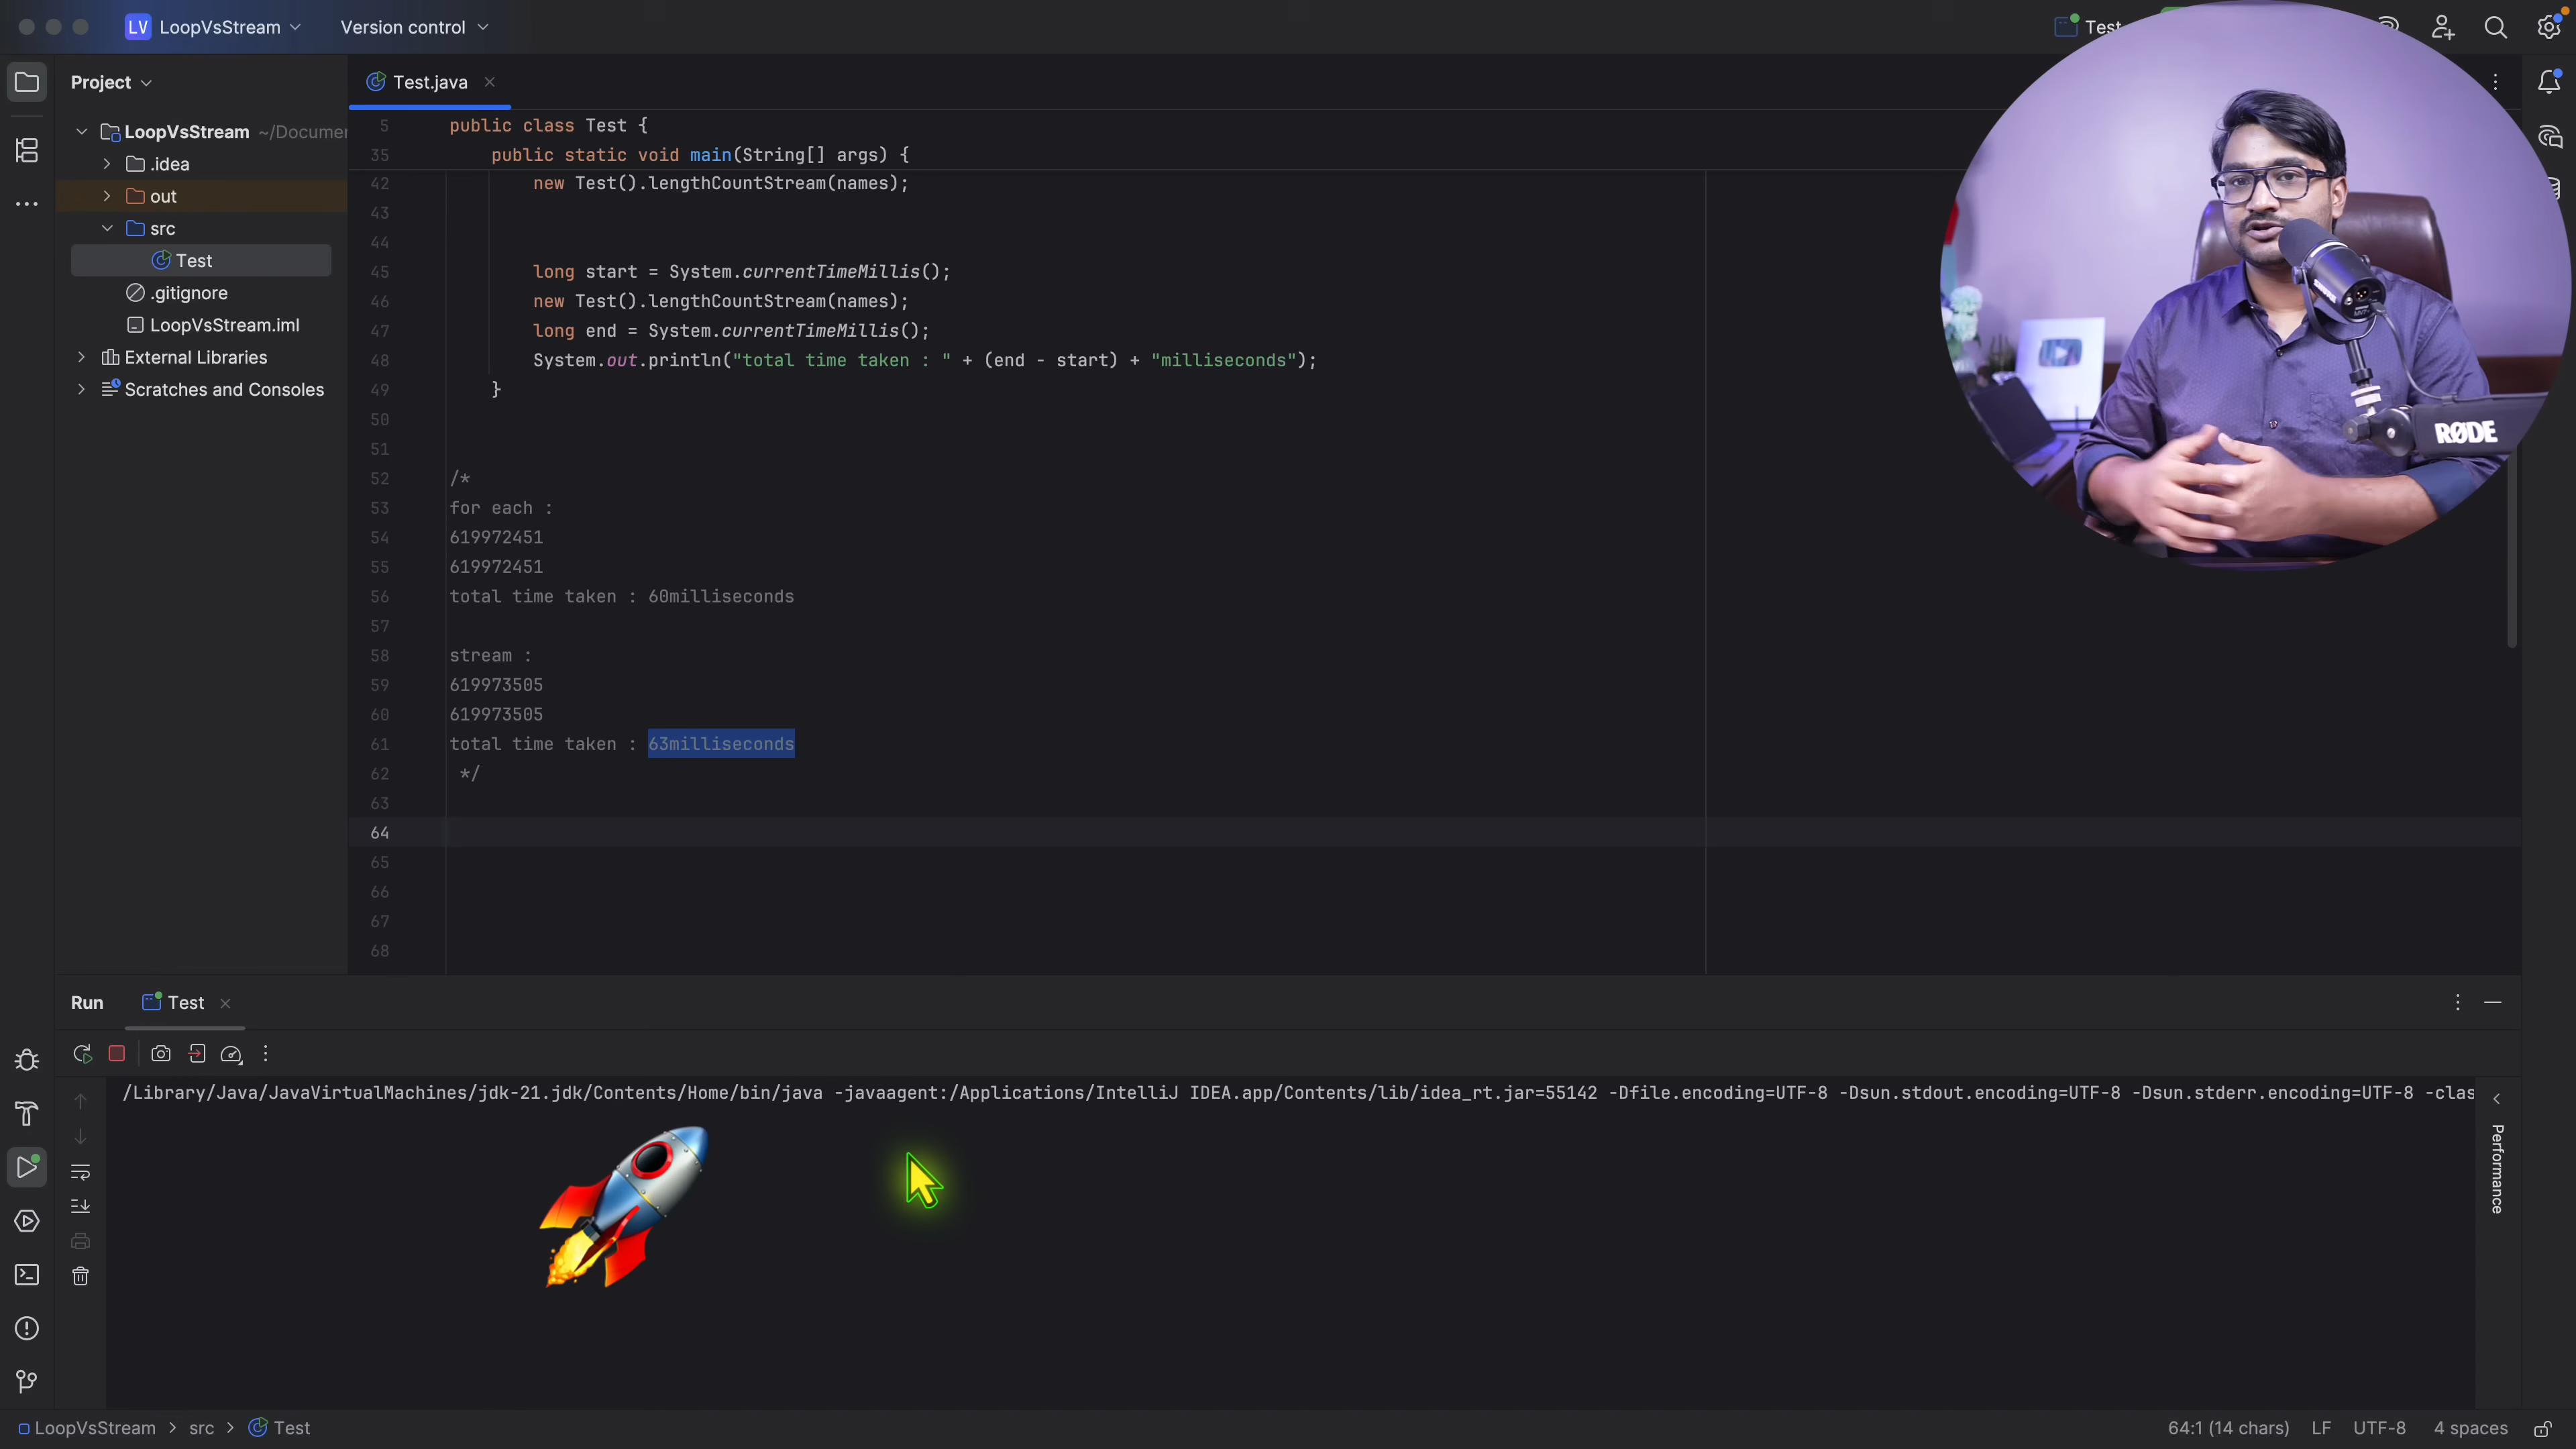 LV LoopVsStream Version control Test
Project
Test.java
LoopVsStream ~/Documen
.idea
out
src
Test
.gitignore
LoopVsStream.iml
External Libraries
Scratches and Consoles
5 public class Test {
35 public static void main(String[] args) {
42 new Test().lengthCountStream(names);
43
44
45 long start = System.currentTimeMillis();
46 new Test().lengthCountStream(names);
47 long end = System.currentTimeMillis();
48 System.out.println("total time taken : " + (end - start) + "milliseconds");
49 }
50
51
52 /*
53 for each :
54 619972451
55 619972451
56 total time taken : 60milliseconds
57
58 stream :
59 619973505
60 619973505
61 total time taken : 63milliseconds
62 */
63
64
65
66
67
68
RØDE
Run Test
/Library/Java/JavaVirtualMachines/jdk-21.jdk/Contents/Home/bin/java -javaagent:/Applications/IntelliJ IDEA.app/Contents/lib/idea_rt.jar=55142 -Dfile.encoding=UTF-8 -Dsun.stdout.encoding=UTF-8 -Dsun.stderr.encoding=UTF-8 -clas
Performance
LoopVsStream > src > Test
64:1 (14 chars) LF UTF-8 4 spaces